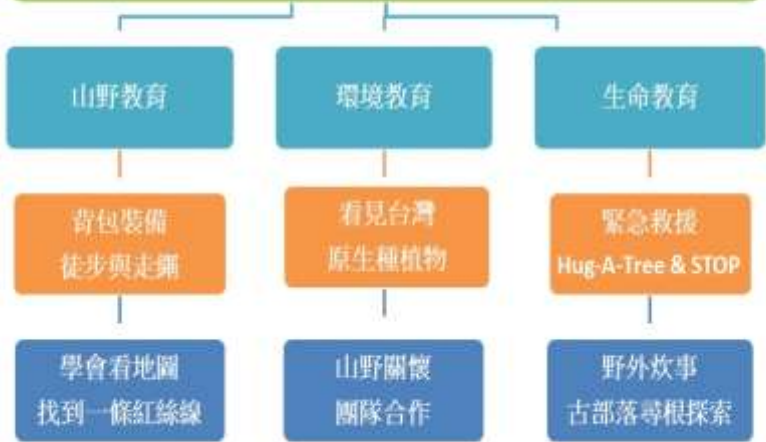 山野教育
環境教育
生命教育
背包裝備
徒步與走繩
看見台灣
原生種植物
緊急救援
Hug-A-Tree & STOP
學會看地圖
找到一條紅絲線
山野關懷
團隊合作
野外炊事
古部落尋根探索